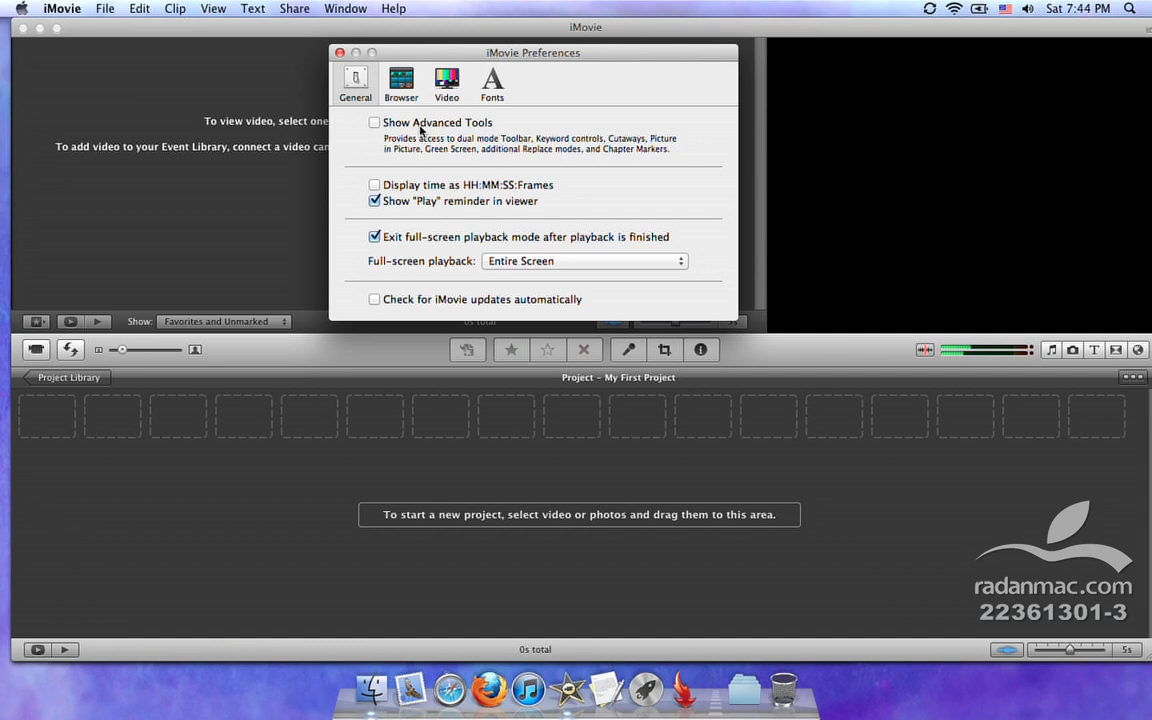 iMovie File Edit Clip View Text Share Window Help Sat 7:44 PM
iMovie
iMovie Preferences
General Browser Video Fonts
To view video, select one
To add video to your Event Library, connect a video can
Show Advanced Tools
Provides access to dual mode Toolbar, Keyword controls, Cutaways, Picture
in Picture, Green Screen, additional Replace modes, and Chapter Markers.
Display time as HH:MM:SS:Frames
Show "Play" reminder in viewer
Exit full-screen playback mode after playback is finished
Full-screen playback: Entire Screen
Check for iMovie updates automatically
Show: Favorites and Unmarked 0s total
Project Library Project - My First Project
To start a new project, select video or photos and drag them to this area.
radanmac.com
22361301-3
0s total 5s